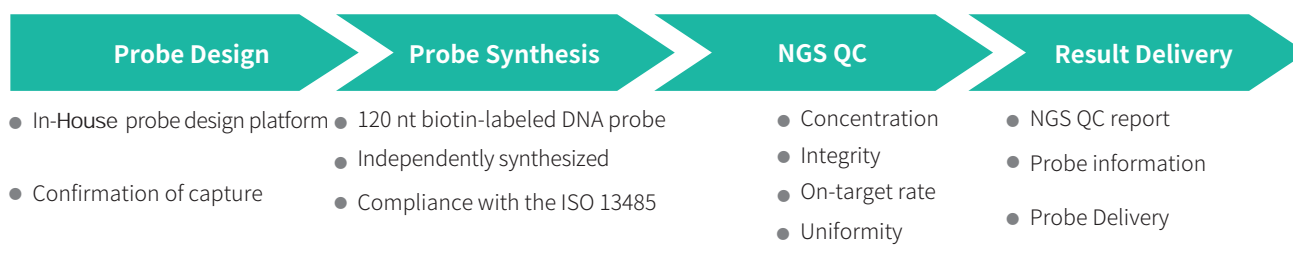 Probe Design
Probe Synthesis
NGS QC
Result Delivery
In-House probe design platform
Confirmation of capture
120 nt biotin-labeled DNA probe
Independently synthesized
Compliance with the ISO 13485
Concentration
Integrity
On-target rate
Uniformity
NGS QC report
Probe information
Probe Delivery